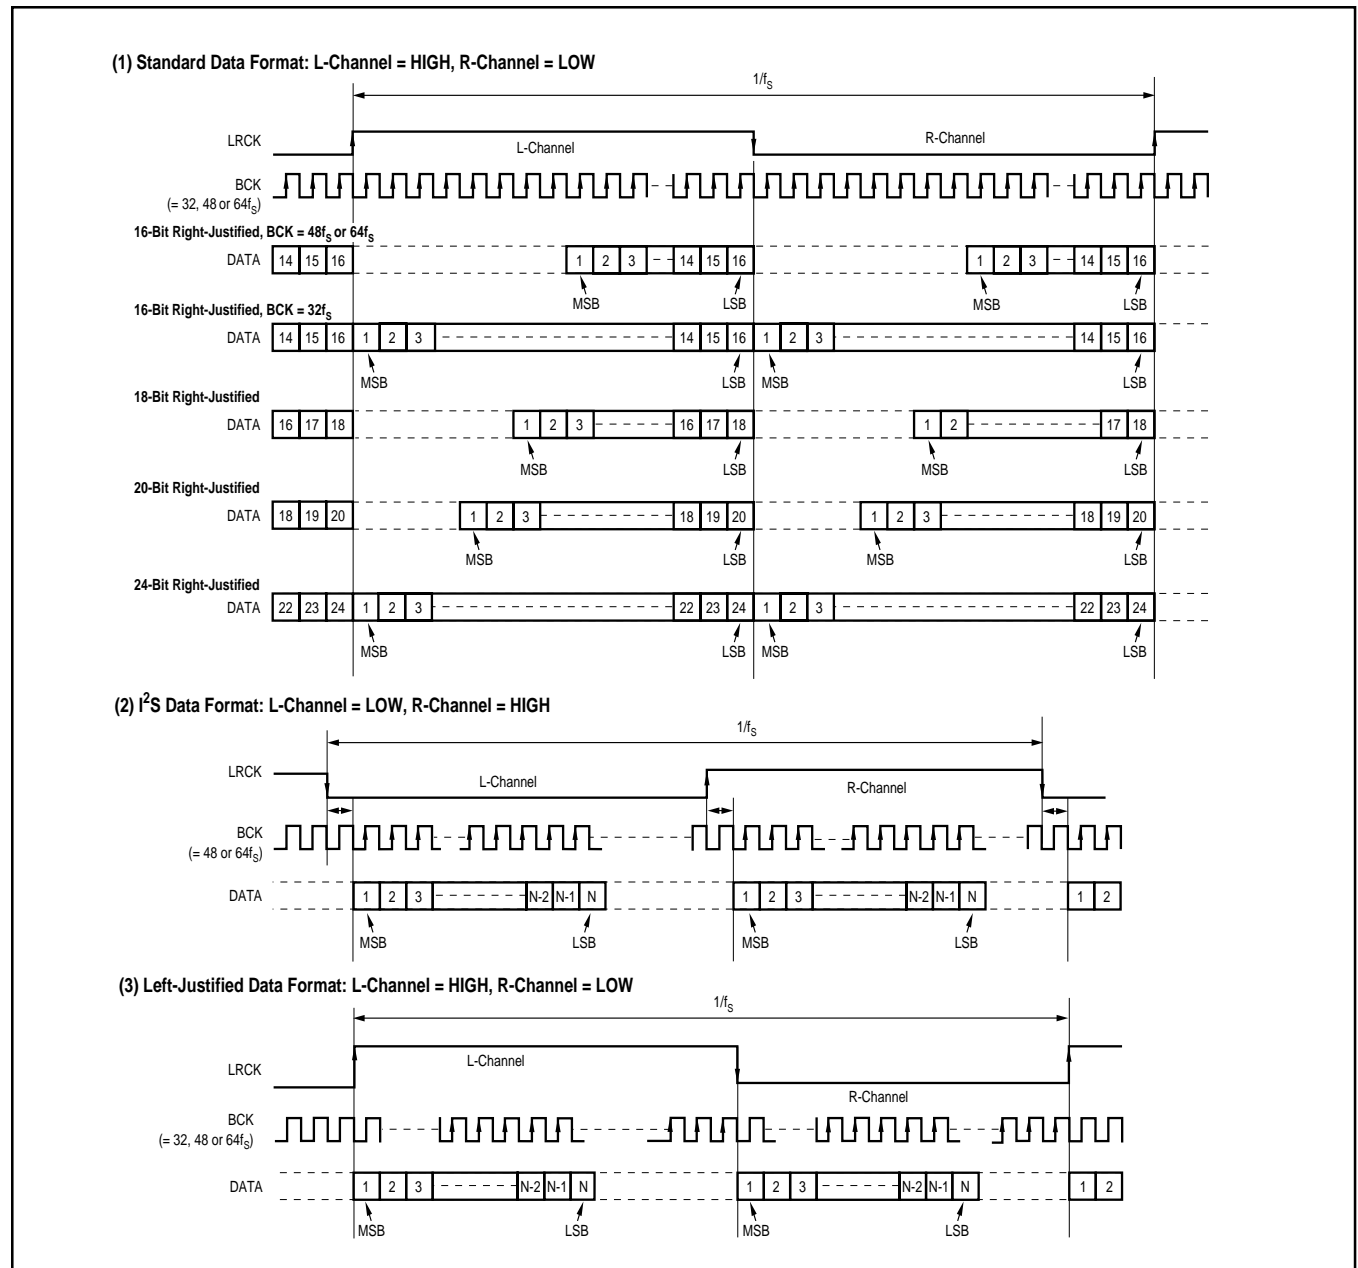 (1) Standard Data Format: L-Channel = HIGH, R-Channel = LOW
1/fS
LRCK
L-Channel
R-Channel
BCK
(= 32, 48 or 64fS)
16-Bit Right-Justified, BCK = 48fS or 64fS
DATA 14 15 16 1 2 3 14 15 16 1 2 3 14 15 16
MSB LSB MSB LSB
16-Bit Right-Justified, BCK = 32fS
DATA 14 15 16 1 2 3 14 15 16 1 2 3 14 15 16
MSB LSB MSB LSB
18-Bit Right-Justified
DATA 16 17 18 1 2 3 16 17 18 1 2 17 18
MSB LSB MSB LSB
20-Bit Right-Justified
DATA 18 19 20 1 2 3 18 19 20 1 2 3 18 19 20
MSB LSB MSB LSB
24-Bit Right-Justified
DATA 22 23 24 1 2 3 22 23 24 1 2 3 22 23 24
MSB LSB MSB LSB
(2) I2S Data Format: L-Channel = LOW, R-Channel = HIGH
1/fS
LRCK
L-Channel
R-Channel
BCK
(= 48 or 64fS)
DATA 1 2 3 N-2 N-1 N 1 2 3 N-2 N-1 N 1 2
MSB LSB MSB LSB
(3) Left-Justified Data Format: L-Channel = HIGH, R-Channel = LOW
1/fS
L-Channel
LRCK
R-Channel
BCK
(= 32, 48 or 64fS)
DATA 1 2 3 N-2 N-1 N 1 2 3 N-2 N-1 N 1 2
MSB LSB MSB LSB